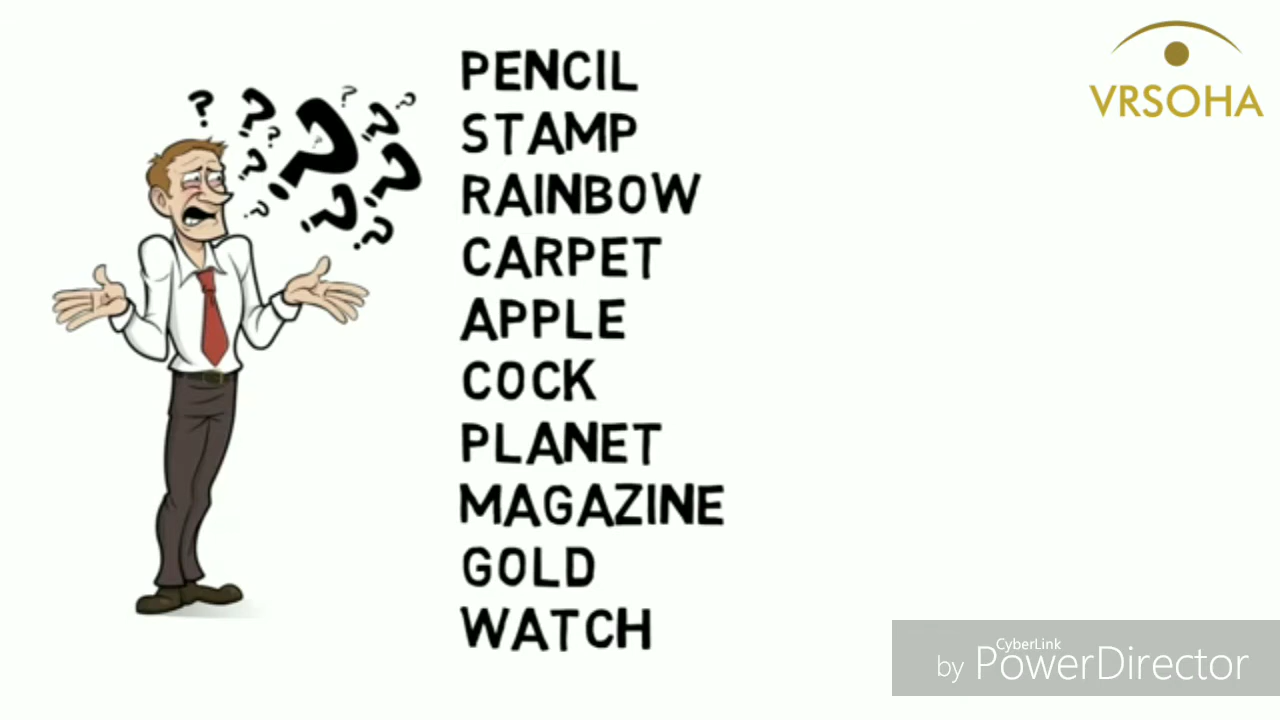 PENCIL
STAMP
RAINBOW
CARPET
APPLE
COCK
PLANET
MAGAZINE
GOLD
WATCH
VRSOHA
CyberLink
by PowerDirector